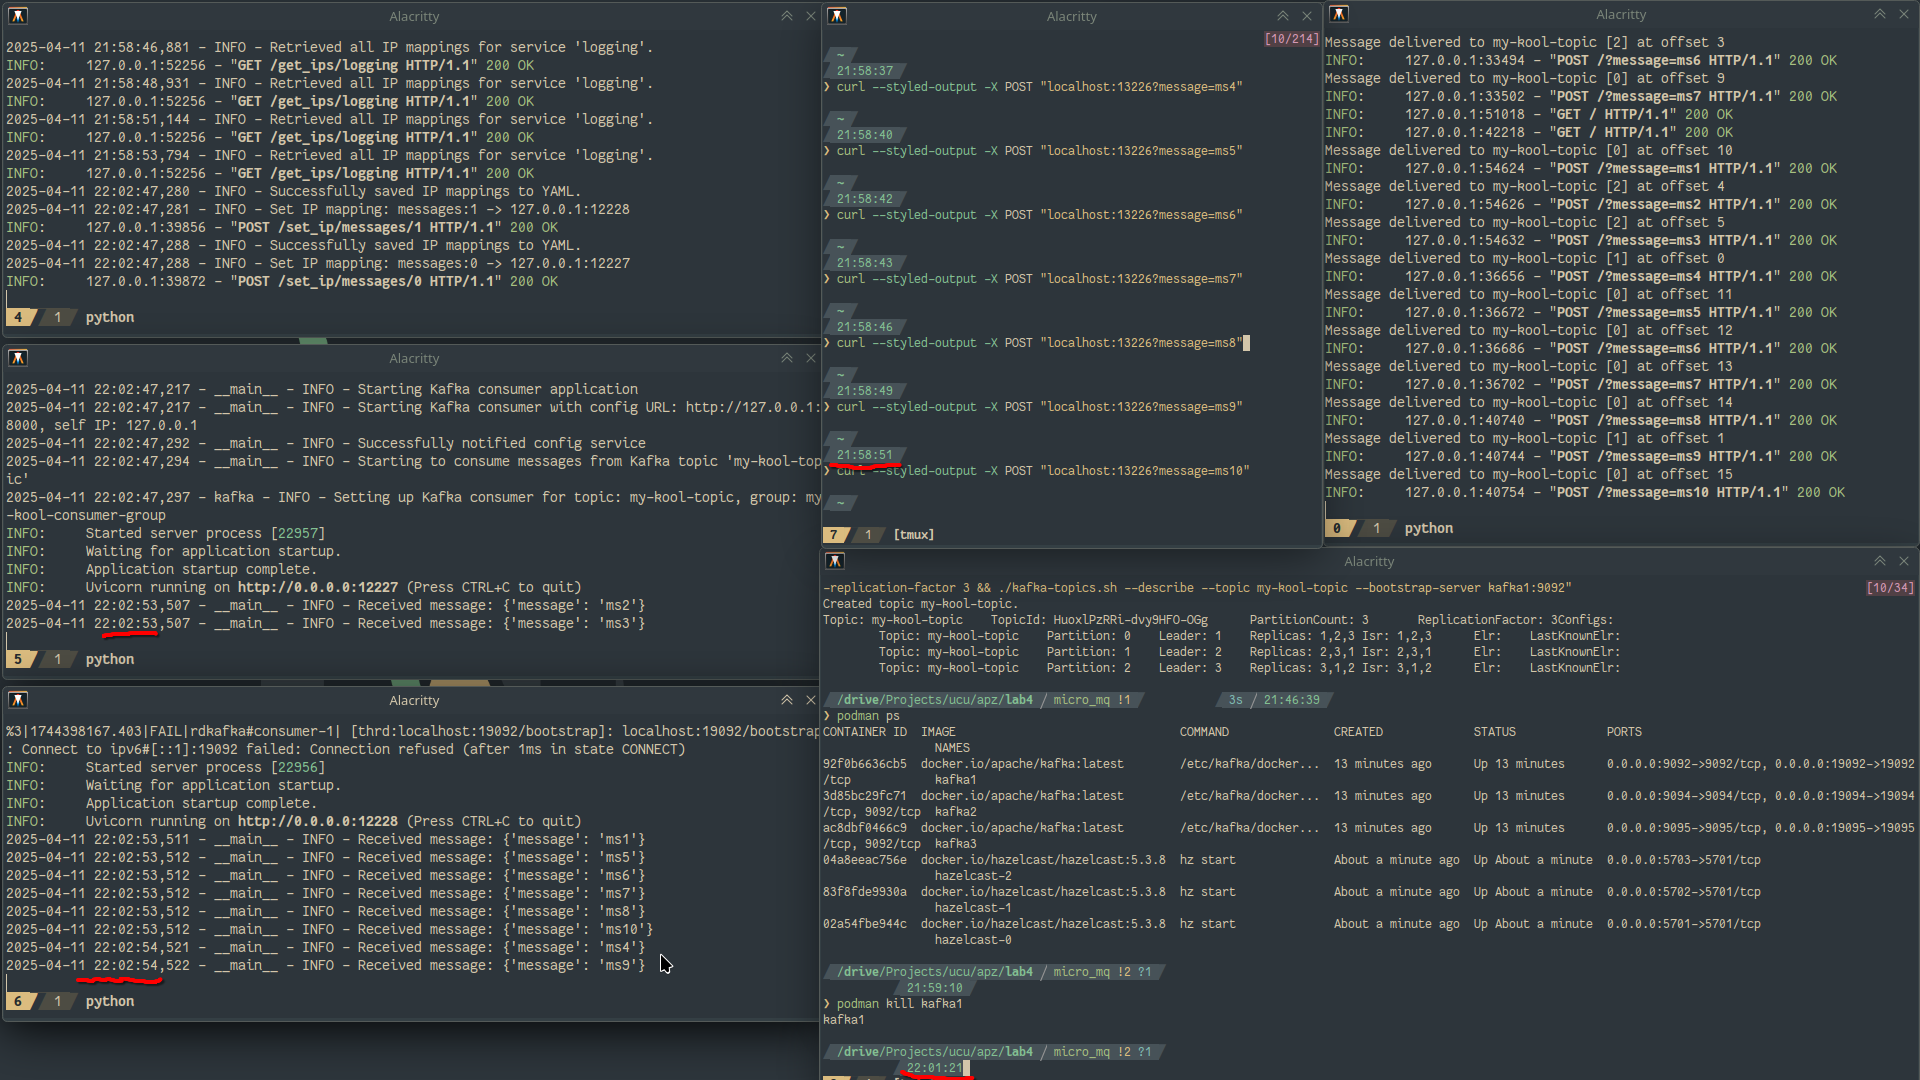 Alacritty
2025-04-11 21:58:46,881 - INFO - Retrieved all IP mappings for service 'logging'.
INFO:     127.0.0.1:52256 - "GET /get_ips/logging HTTP/1.1" 200 OK
2025-04-11 21:58:48,931 - INFO - Retrieved all IP mappings for service 'logging'.
INFO:     127.0.0.1:52256 - "GET /get_ips/logging HTTP/1.1" 200 OK
2025-04-11 21:58:51,144 - INFO - Retrieved all IP mappings for service 'logging'.
INFO:     127.0.0.1:52256 - "GET /get_ips/logging HTTP/1.1" 200 OK
2025-04-11 21:58:53,794 - INFO - Retrieved all IP mappings for service 'logging'.
INFO:     127.0.0.1:52256 - "GET /get_ips/logging HTTP/1.1" 200 OK
2025-04-11 22:02:47,280 - INFO - Successfully saved IP mappings to YAML.
2025-04-11 22:02:47,281 - INFO - Set IP mapping: messages:1 -> 127.0.0.1:12228
INFO:     127.0.0.1:39856 - "POST /set_ip/messages/1 HTTP/1.1" 200 OK
2025-04-11 22:02:47,288 - INFO - Successfully saved IP mappings to YAML.
2025-04-11 22:02:47,288 - INFO - Set IP mapping: messages:0 -> 127.0.0.1:12227
INFO:     127.0.0.1:39872 - "POST /set_ip/messages/0 HTTP/1.1" 200 OK
4 1 python
Alacritty
2025-04-11 22:02:47,217 - __main__ - INFO - Starting Kafka consumer application
2025-04-11 22:02:47,217 - __main__ - INFO - Starting Kafka consumer with config URL: http://127.0.0.1:
8000, self IP: 127.0.0.1
2025-04-11 22:02:47,292 - __main__ - INFO - Successfully notified config service
2025-04-11 22:02:47,294 - __main__ - INFO - Starting to consume messages from Kafka topic 'my-kool-top
ic'
2025-04-11 22:02:47,297 - kafka - INFO - Setting up Kafka consumer for topic: my-kool-topic, group: my
-kool-consumer-group
INFO:     Started server process [22957]
INFO:     Waiting for application startup.
INFO:     Application startup complete.
INFO:     Uvicorn running on http://0.0.0.0:12227 (Press CTRL+C to quit)
2025-04-11 22:02:53,507 - __main__ - INFO - Received message: {'message': 'ms2'}
2025-04-11 22:02:53,507 - __main__ - INFO - Received message: {'message': 'ms3'}
5 1 python
Alacritty
%3|1744398167.403|FAIL|rdkafka#consumer-1| [thrd:localhost:19092/bootstrap]: localhost:19092/bootstrap
: Connect to ipv6#[::1]:19092 failed: Connection refused (after 1ms in state CONNECT)
INFO:     Started server process [22956]
INFO:     Waiting for application startup.
INFO:     Application startup complete.
INFO:     Uvicorn running on http://0.0.0.0:12228 (Press CTRL+C to quit)
2025-04-11 22:02:53,511 - __main__ - INFO - Received message: {'message': 'ms1'}
2025-04-11 22:02:53,512 - __main__ - INFO - Received message: {'message': 'ms5'}
2025-04-11 22:02:53,512 - __main__ - INFO - Received message: {'message': 'ms6'}
2025-04-11 22:02:53,512 - __main__ - INFO - Received message: {'message': 'ms7'}
2025-04-11 22:02:53,512 - __main__ - INFO - Received message: {'message': 'ms8'}
2025-04-11 22:02:53,512 - __main__ - INFO - Received message: {'message': 'ms10'}
2025-04-11 22:02:54,521 - __main__ - INFO - Received message: {'message': 'ms4'}
2025-04-11 22:02:54,522 - __main__ - INFO - Received message: {'message': 'ms9'}
6 1 python
Alacritty
[10/214]
~
21:58:37
❯ curl --styled-output -X POST "localhost:13226?message=ms4"
~
21:58:40
❯ curl --styled-output -X POST "localhost:13226?message=ms5"
~
21:58:42
❯ curl --styled-output -X POST "localhost:13226?message=ms6"
~
21:58:43
❯ curl --styled-output -X POST "localhost:13226?message=ms7"
~
21:58:46
❯ curl --styled-output -X POST "localhost:13226?message=ms8"
~
21:58:49
❯ curl --styled-output -X POST "localhost:13226?message=ms9"
~
21:58:51
❯ curl --styled-output -X POST "localhost:13226?message=ms10"
~
7 1 [tmux]
Alacritty
Message delivered to my-kool-topic [2] at offset 3
INFO:     127.0.0.1:33494 - "POST /?message=ms6 HTTP/1.1" 200 OK
Message delivered to my-kool-topic [0] at offset 9
INFO:     127.0.0.1:33502 - "POST /?message=ms7 HTTP/1.1" 200 OK
INFO:     127.0.0.1:51018 - "GET / HTTP/1.1" 200 OK
INFO:     127.0.0.1:42218 - "GET / HTTP/1.1" 200 OK
Message delivered to my-kool-topic [0] at offset 10
INFO:     127.0.0.1:54624 - "POST /?message=ms1 HTTP/1.1" 200 OK
Message delivered to my-kool-topic [2] at offset 4
INFO:     127.0.0.1:54626 - "POST /?message=ms2 HTTP/1.1" 200 OK
Message delivered to my-kool-topic [2] at offset 5
INFO:     127.0.0.1:54632 - "POST /?message=ms3 HTTP/1.1" 200 OK
Message delivered to my-kool-topic [1] at offset 0
INFO:     127.0.0.1:36656 - "POST /?message=ms4 HTTP/1.1" 200 OK
Message delivered to my-kool-topic [0] at offset 11
INFO:     127.0.0.1:36672 - "POST /?message=ms5 HTTP/1.1" 200 OK
Message delivered to my-kool-topic [0] at offset 12
INFO:     127.0.0.1:36686 - "POST /?message=ms6 HTTP/1.1" 200 OK
Message delivered to my-kool-topic [0] at offset 13
INFO:     127.0.0.1:36702 - "POST /?message=ms7 HTTP/1.1" 200 OK
Message delivered to my-kool-topic [0] at offset 14
INFO:     127.0.0.1:40740 - "POST /?message=ms8 HTTP/1.1" 200 OK
Message delivered to my-kool-topic [1] at offset 1
INFO:     127.0.0.1:40744 - "POST /?message=ms9 HTTP/1.1" 200 OK
Message delivered to my-kool-topic [0] at offset 15
INFO:     127.0.0.1:40754 - "POST /?message=ms10 HTTP/1.1" 200 OK
0 1 python
Alacritty
-replication-factor 3 && ./kafka-topics.sh --describe --topic my-kool-topic --bootstrap-server kafka1:9092" [10/34]
Created topic my-kool-topic.
Topic: my-kool-topic    TopicId: HuoxlPzRRi-dvy9HFO-OGg      PartitionCount: 3       ReplicationFactor: 3Configs:
Topic: my-kool-topic    Partition: 0    Leader: 1    Replicas: 1,2,3 Isr: 1,2,3      Elr:    LastKnownElr:
Topic: my-kool-topic    Partition: 1    Leader: 2    Replicas: 2,3,1 Isr: 2,3,1      Elr:    LastKnownElr:
Topic: my-kool-topic    Partition: 2    Leader: 3    Replicas: 3,1,2 Isr: 3,1,2      Elr:    LastKnownElr:
/drive/Projects/ucu/apz/lab4 / micro_mq !1 3s / 21:46:39
❯ podman ps
CONTAINER ID  IMAGE  COMMAND  CREATED  STATUS  PORTS
NAMES
92f0b6636cb5  docker.io/apache/kafka:latest  /etc/kafka/docker...  13 minutes ago  Up 13 minutes  0.0.0.0:9092->9092/tcp, 0.0.0.0:19092->19092
/tcp  kafka1
3d85bc29fc71  docker.io/apache/kafka:latest  /etc/kafka/docker...  13 minutes ago  Up 13 minutes  0.0.0.0:9094->9094/tcp, 0.0.0.0:19094->19094
/tcp, 9092/tcp  kafka2
ac8dbf0466c9  docker.io/apache/kafka:latest  /etc/kafka/docker...  13 minutes ago  Up 13 minutes  0.0.0.0:9095->9095/tcp, 0.0.0.0:19095->19095
/tcp, 9092/tcp  kafka3
04a8eeac756e  docker.io/hazelcast/hazelcast:5.3.8  hz start  About a minute ago  Up About a minute  0.0.0.0:5703->5701/tcp
hazelcast-2
83f8fde9930a  docker.io/hazelcast/hazelcast:5.3.8  hz start  About a minute ago  Up About a minute  0.0.0.0:5702->5701/tcp
hazelcast-1
02a54fbe944c  docker.io/hazelcast/hazelcast:5.3.8  hz start  About a minute ago  Up About a minute  0.0.0.0:5701->5701/tcp
hazelcast-0
/drive/Projects/ucu/apz/lab4 / micro_mq !2 ?1
21:59:10
❯ podman kill kafka1
kafka1
/drive/Projects/ucu/apz/lab4 / micro_mq !2 ?1
22:01:21